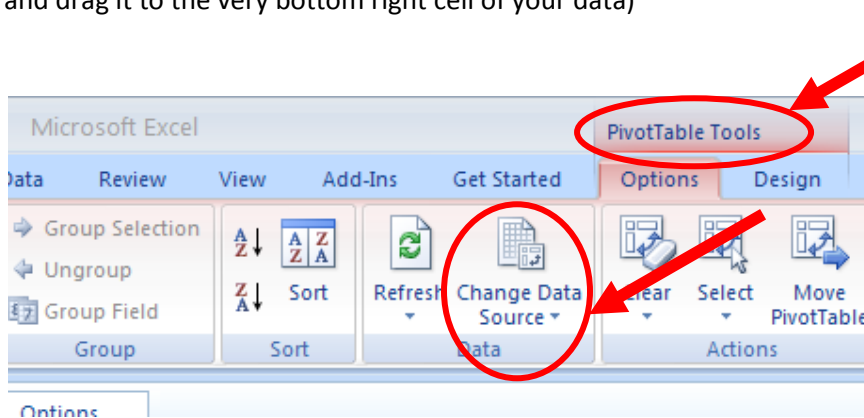 and drag it to the very bottom right cell of your data)
Microsoft Excel
PivotTable Tools
Data Review View Add-Ins Get Started Options Design
Group Selection
Ungroup
Group Field
A Z
Z A
A Z
Z A
Sort
Refresh
Change Data
Source
Clear
Select
Move
PivotTable
Group Sort Data Actions
Options